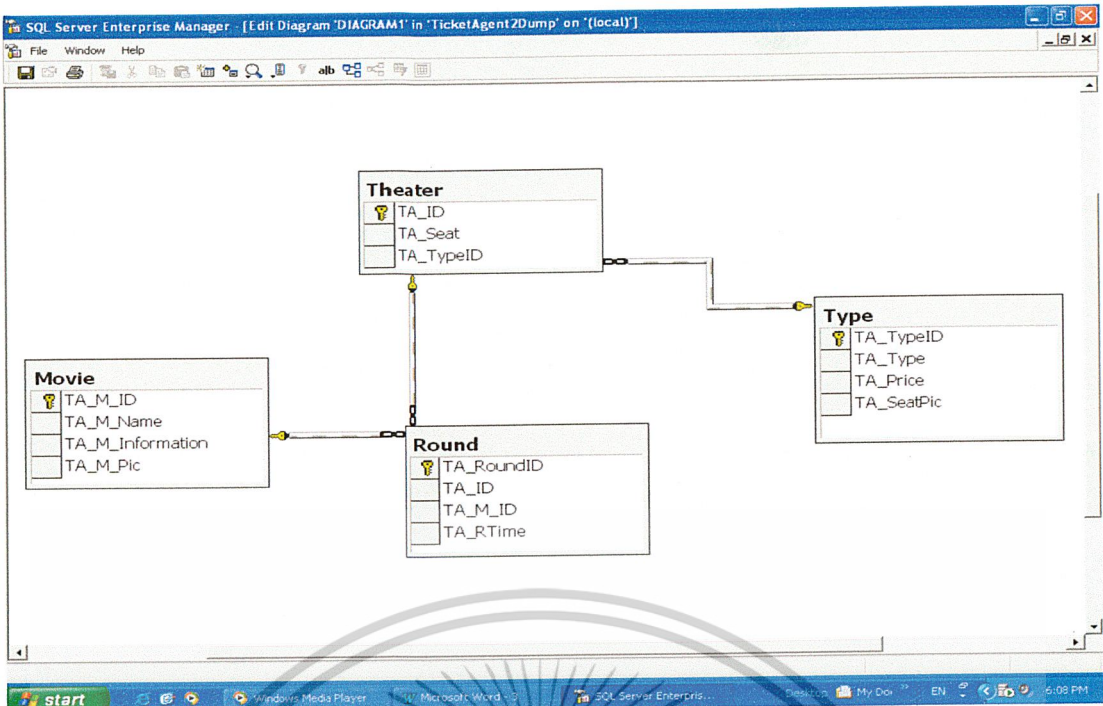 SQL Server Enterprise Manager - [Edit Diagram 'DIAGRAM1' in 'TicketAgent2Dump' on '(local)']
File Window Help
ab
Theater
TA_ID
TA_Seat
TA_TypeID
Type
TA_TypeID
TA_Type
TA_Price
TA_SeatPic
Movie
TA_M_ID
TA_M_Name
TA_M_Information
TA_M_Pic
Round
TA_RoundID
TA_ID
TA_M_ID
TA_RTime
start
Windows Media Player
Microsoft Word - 3
SQL Server Enterpris...
Desktop
My Doc
EN
6:08 PM